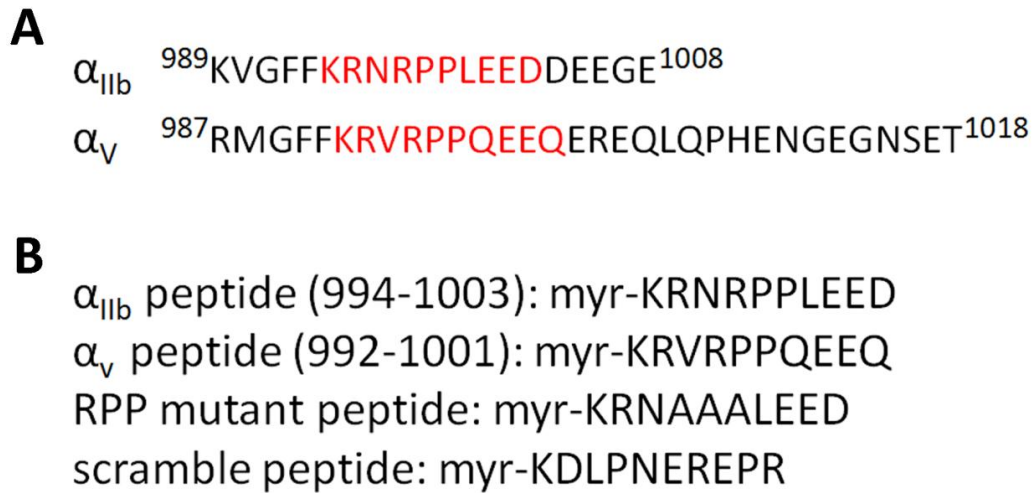 A
αIIb 989KVGFFKRNRPPLEEDDEEGE1008
αV 987RMGFFKRVRPPQEEQEREQLQPHENGEGNSET1018
B
αIIb peptide (994-1003): myr-KRNRPPLEED
αv peptide (992-1001): myr-KRVRPPQEEQ
RPP mutant peptide: myr-KRNAAALEED
scramble peptide: myr-KDLPNEREPR